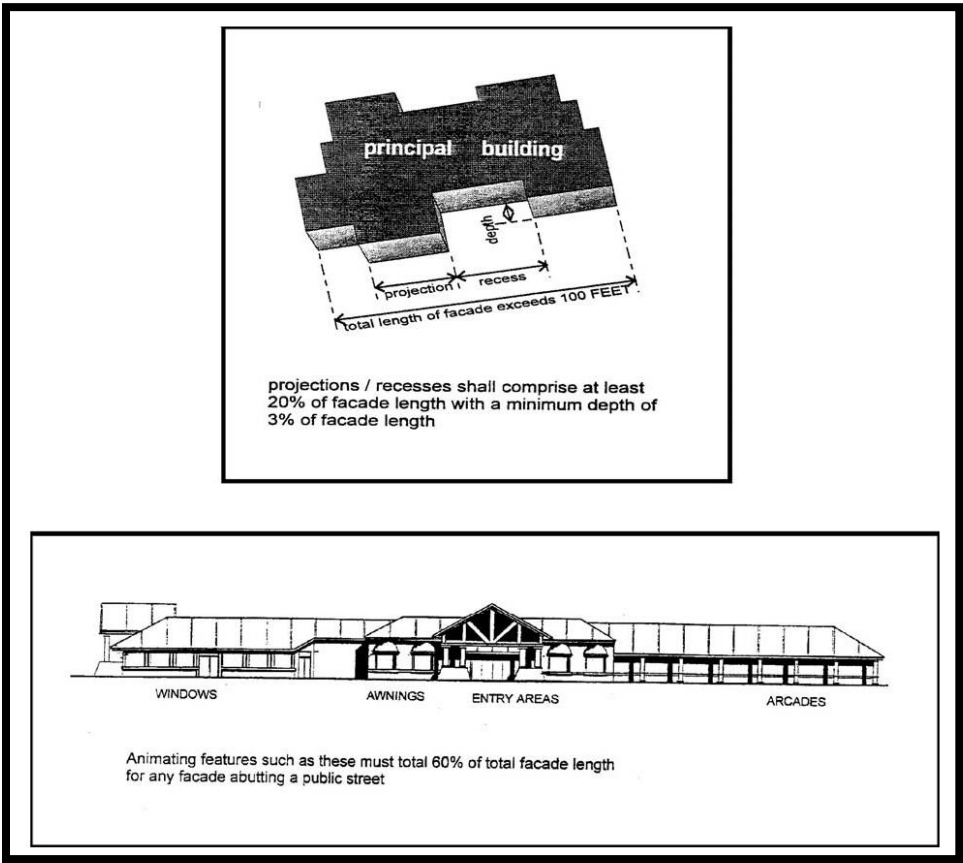 principal building
depth
projection
recess
total length of facade exceeds 100 FEET
projections / recesses shall comprise at least
20% of facade length with a minimum depth of
3% of facade length
WINDOWS AWNINGS ENTRY AREAS ARCADES
Animating features such as these must total 60% of total facade length
for any facade abutting a public street